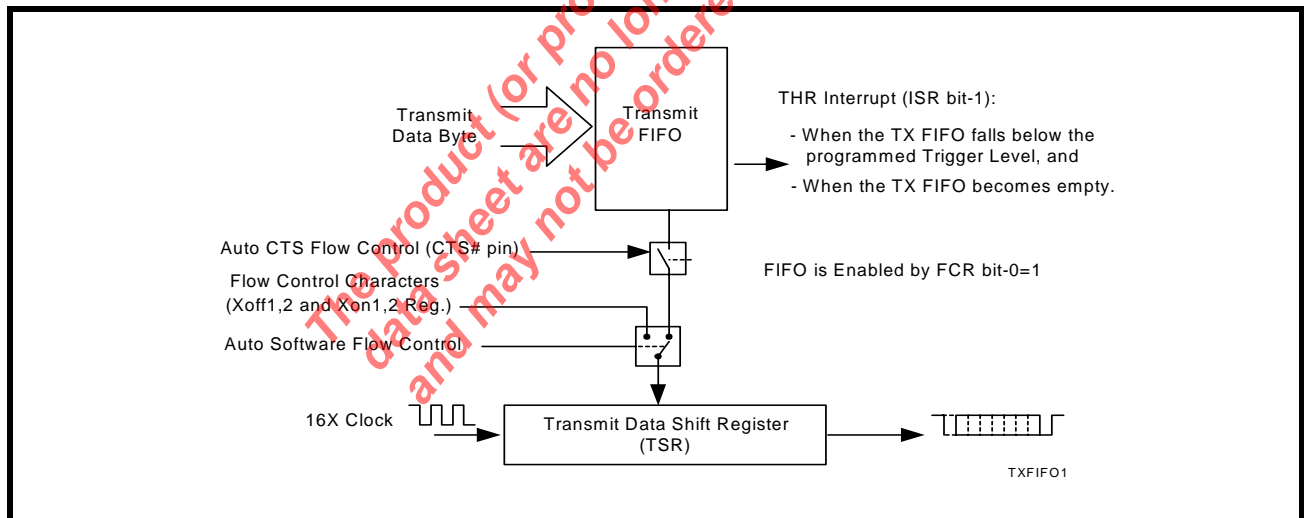 The product (or pro
data sheet are no lon
and may not be ordere
Transmit
Data Byte
Transmit
FIFO
THR Interrupt (ISR bit-1):
- When the TX FIFO falls below the
programmed Trigger Level, and
- When the TX FIFO becomes empty.
Auto CTS Flow Control (CTS# pin)
Flow Control Characters
(Xoff1,2 and Xon1,2 Reg.)
Auto Software Flow Control
FIFO is Enabled by FCR bit-0=1
16X Clock
Transmit Data Shift Register
(TSR)
TXFIFO1